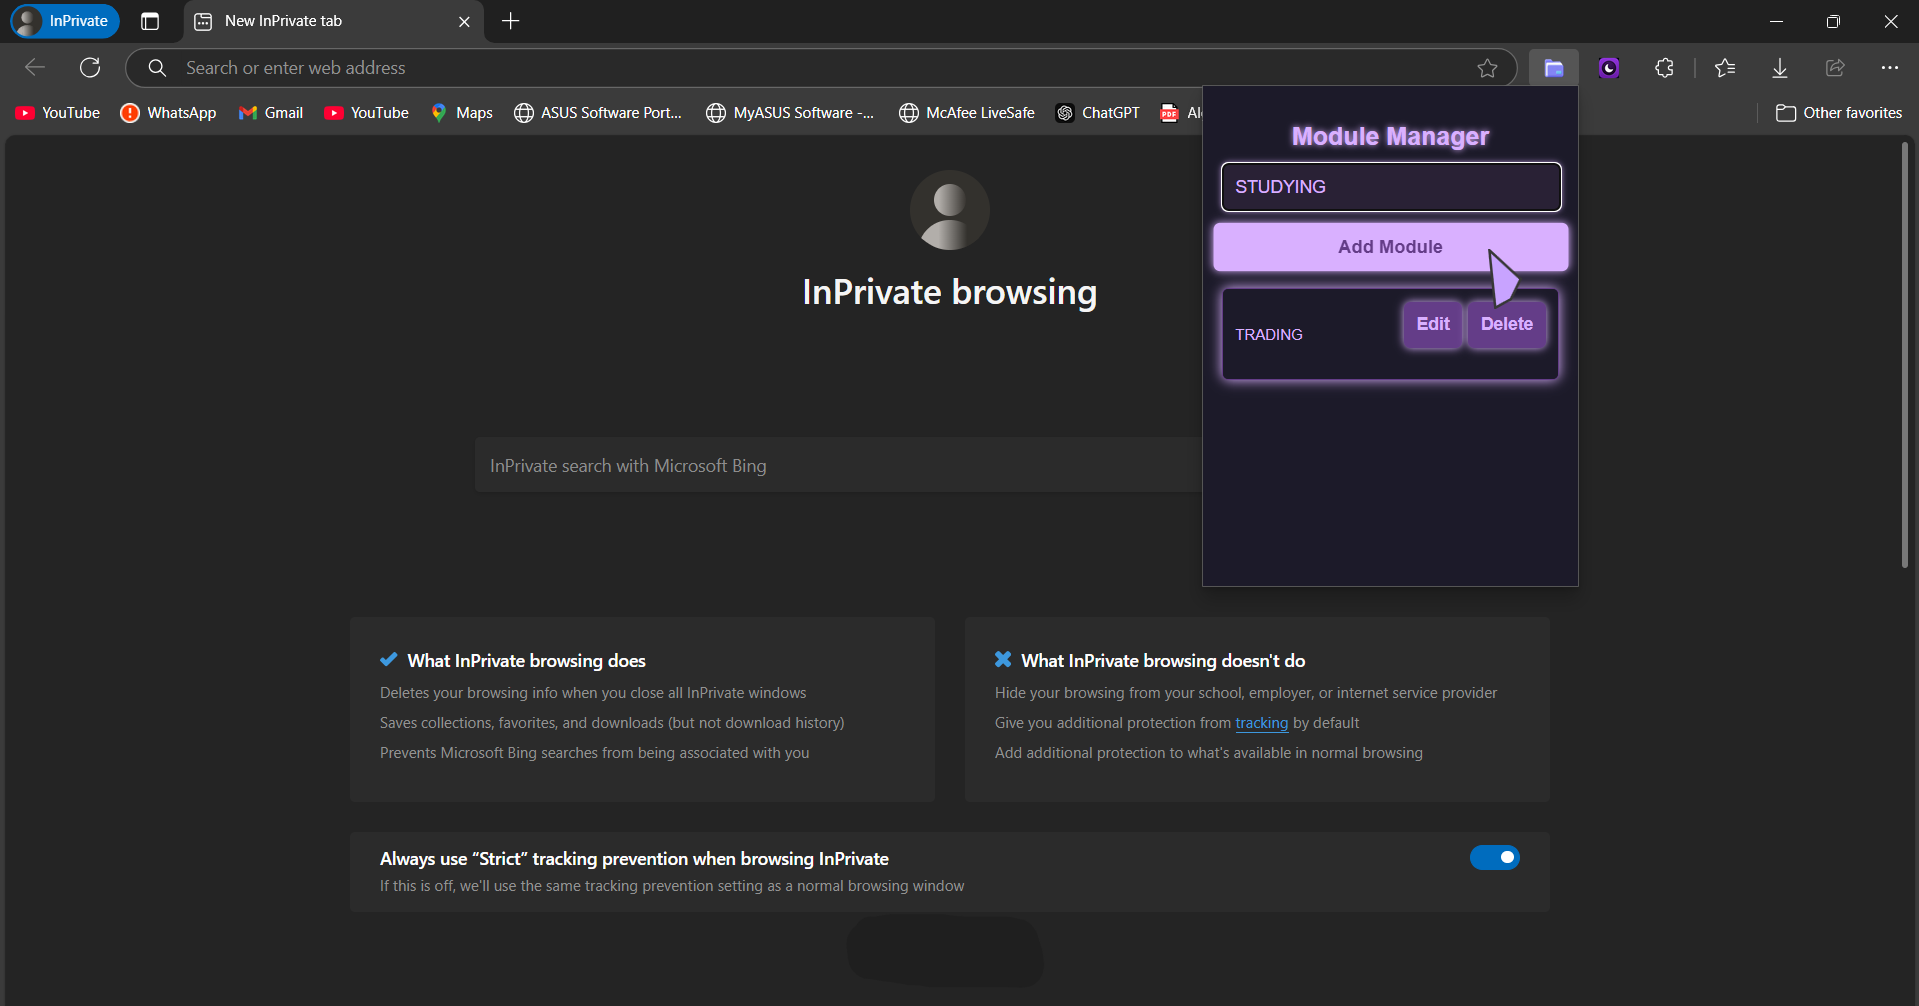 InPrivate
New InPrivate tab
Search or enter web address
YouTube
WhatsApp
Gmail
YouTube
Maps
ASUS Software Port...
MyASUS Software -...
McAfee LiveSafe
ChatGPT
PDF
Other favorites
Module Manager
STUDYING
Add Module
TRADING
Edit
Delete
InPrivate browsing
InPrivate search with Microsoft Bing
What InPrivate browsing does
Deletes your browsing info when you close all InPrivate windows
Saves collections, favorites, and downloads (but not download history)
Prevents Microsoft Bing searches from being associated with you
What InPrivate browsing doesn't do
Hide your browsing from your school, employer, or internet service provider
Give you additional protection from tracking by default
Add additional protection to what's available in normal browsing
Always use “Strict” tracking prevention when browsing InPrivate
If this is off, we'll use the same tracking prevention setting as a normal browsing window